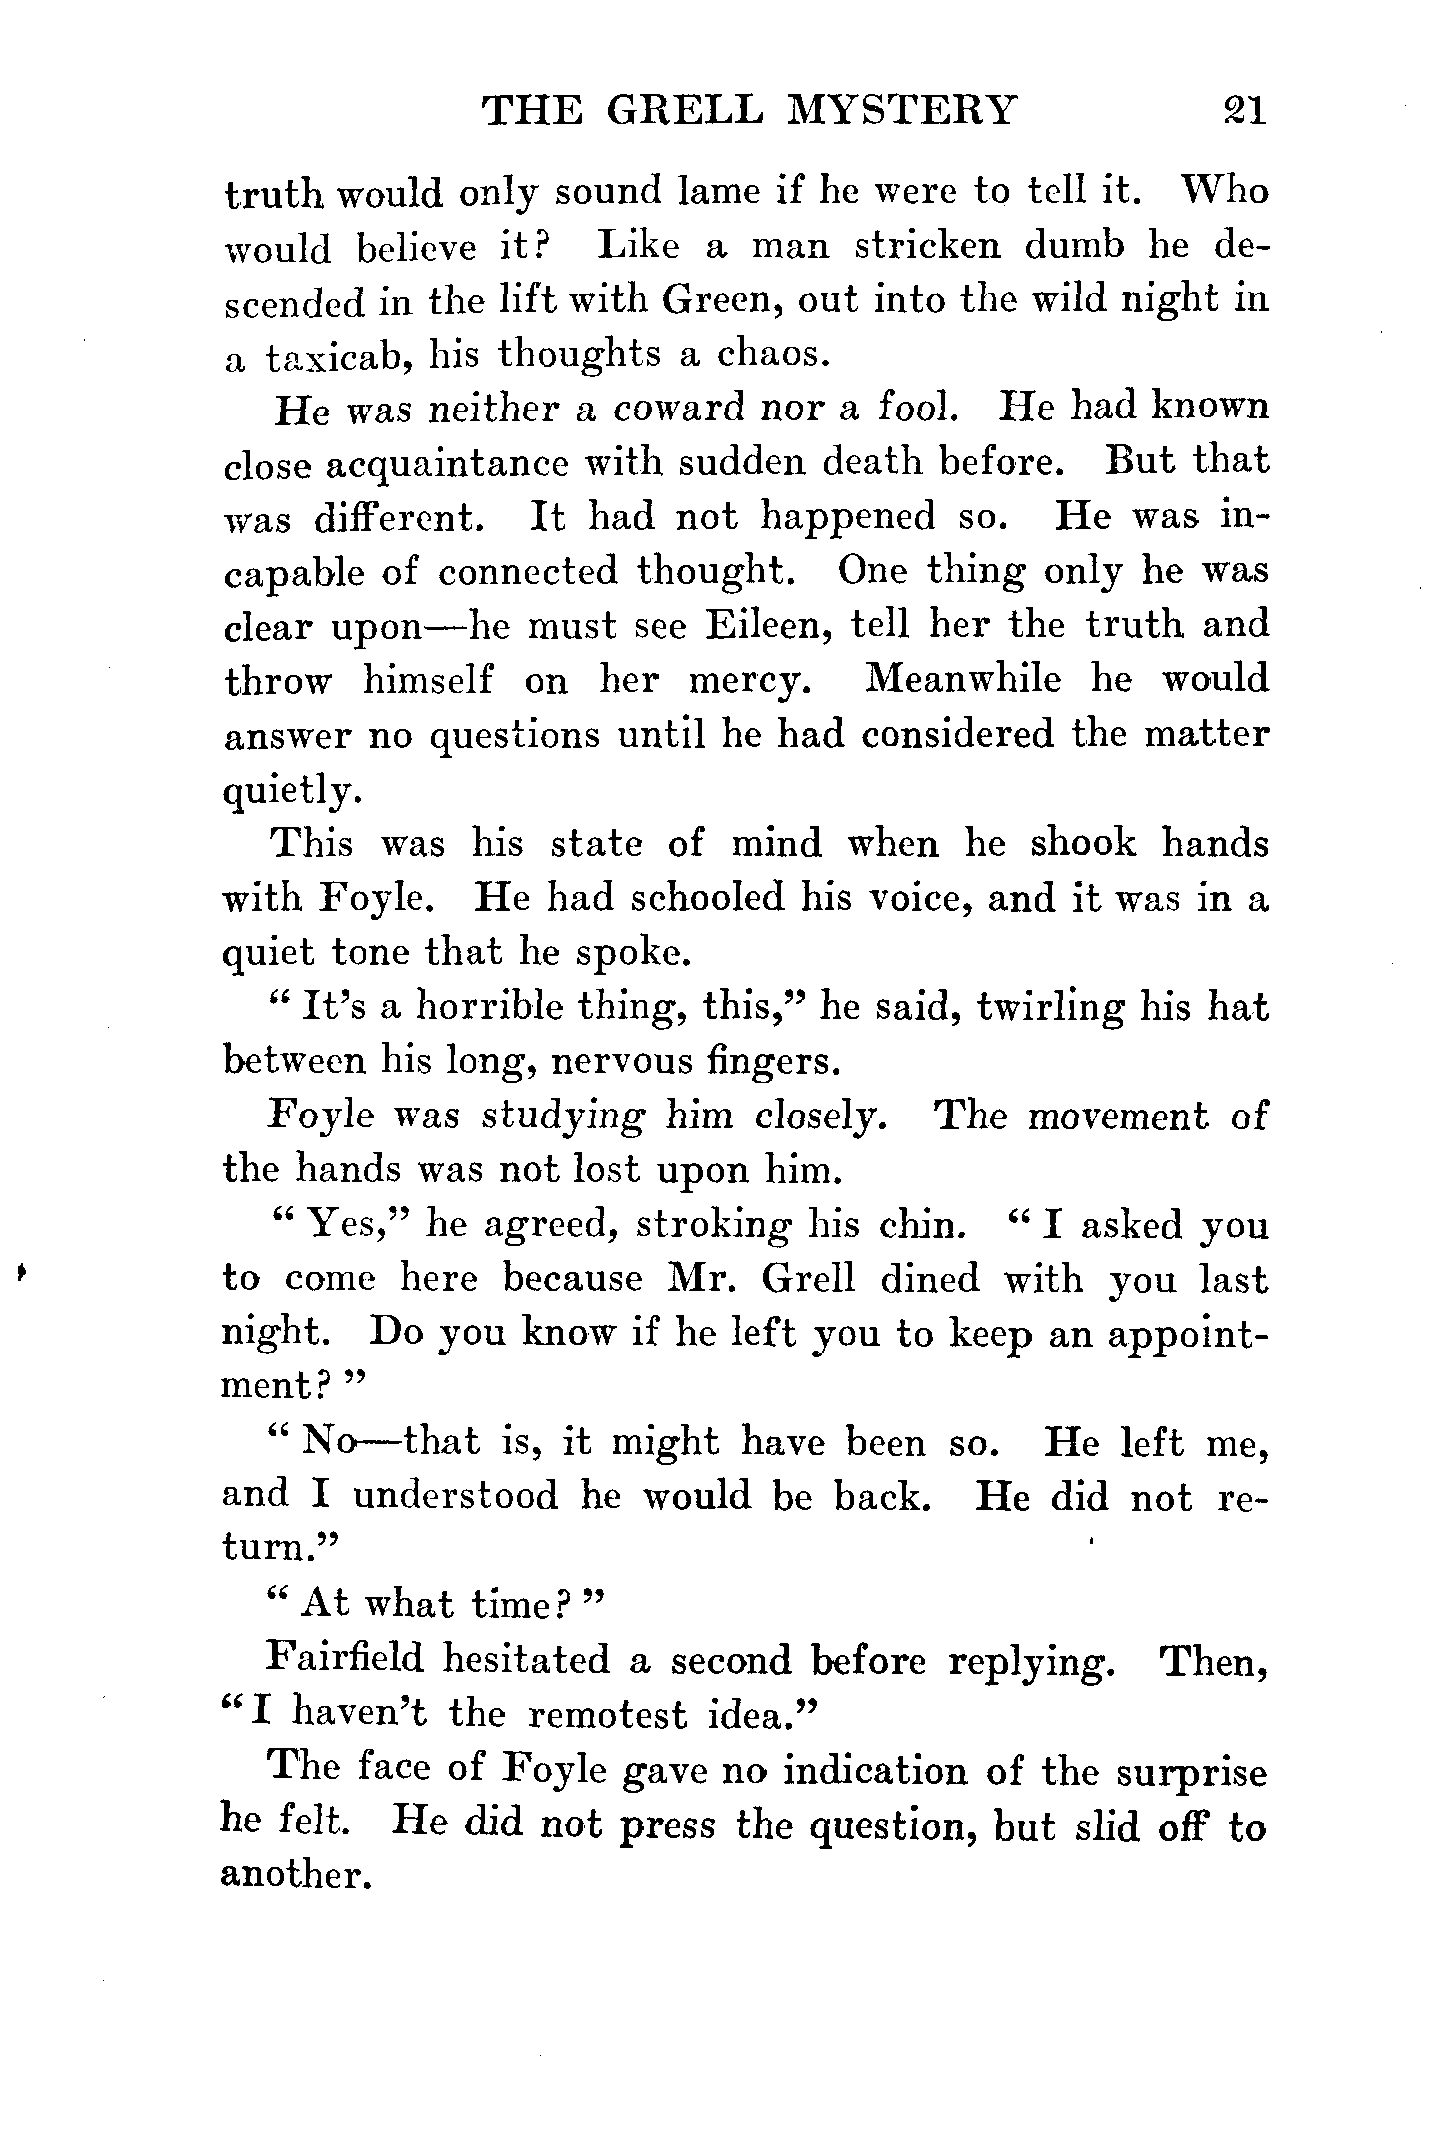 THE GRELL MYSTERY 21
truth would only sound lame if he were to tell it. Who
would believe it? Like a man stricken dumb he de-
scended in the lift with Green, out into the wild night in
a taxicab, his thoughts a chaos.
He was neither a coward nor a fool. He had known
close acquaintance with sudden death before. But that
was different. It had not happened so. He was in-
capable of connected thought. One thing only he was
clear upon—he must see Eileen, tell her the truth and
throw himself on her mercy. Meanwhile he would
answer no questions until he had considered the matter
quietly.
This was his state of mind when he shook hands
with Foyle. He had schooled his voice, and it was in a
quiet tone that he spoke.
“ It’s a horrible thing, this,” he said, twirling his hat
between his long, nervous fingers.
Foyle was studying him closely. The movement of
the hands was not lost upon him.
“ Yes,” he agreed, stroking his chin. “ I asked you
to come here because Mr. Grell dined with you last
night. Do you know if he left you to keep an appoint-
ment? ”
“ No—that is, it might have been so. He left me,
and I understood he would be back. He did not re-
turn.”
“ At what time? ”
Fairfield hesitated a second before replying. Then,
“ I haven’t the remotest idea.”
The face of Foyle gave no indication of the surprise
he felt. He did not press the question, but slid off to
another.